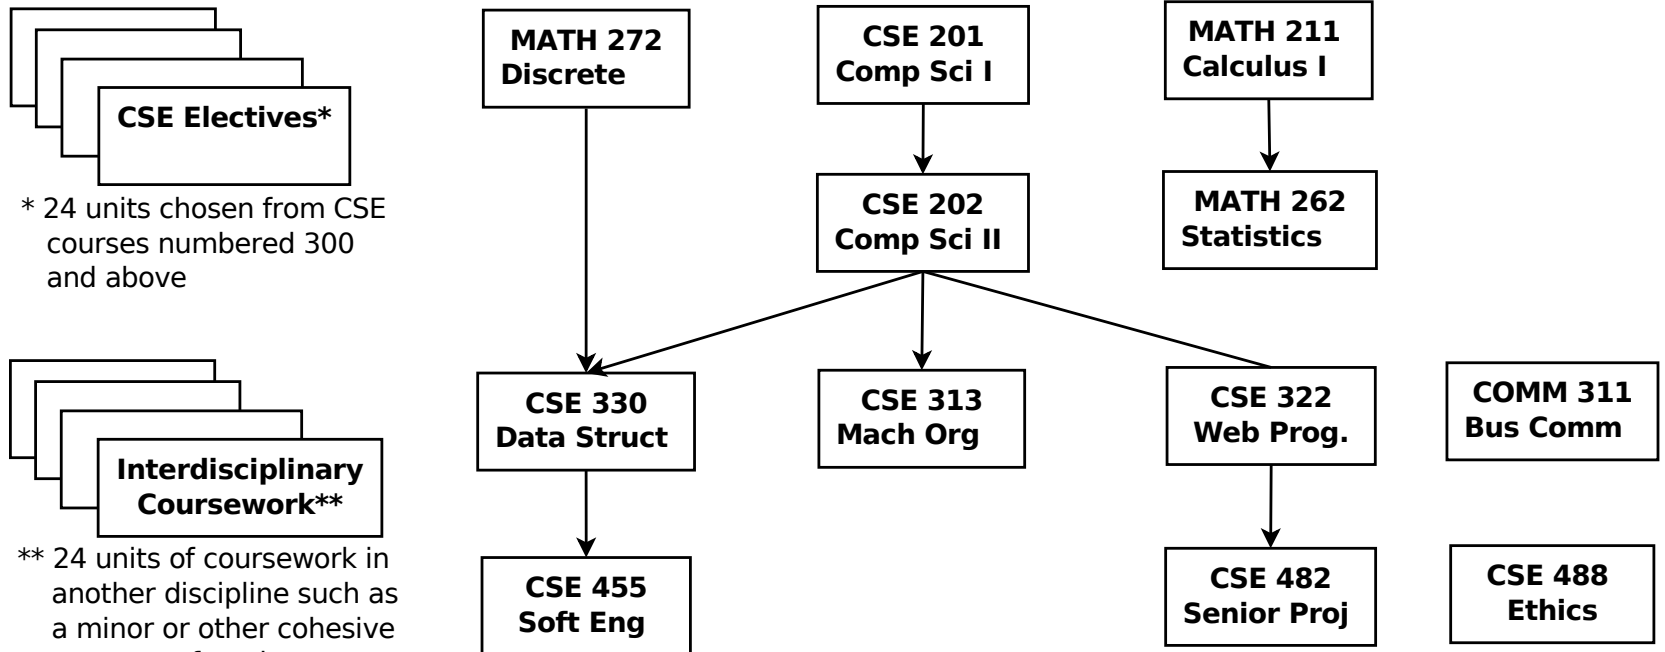 CSE Electives*
* 24 units chosen from CSE
courses numbered 300
and above
Interdisciplinary
Coursework**
** 24 units of coursework in
another discipline such as
a minor or other cohesive
MATH 272
Discrete
CSE 201
Comp Sci I
MATH 211
Calculus I
CSE 202
Comp Sci II
MATH 262
Statistics
CSE 330
Data Struct
CSE 313
Mach Org
CSE 322
Web Prog.
COMM 311
Bus Comm
CSE 455
Soft Eng
CSE 482
Senior Proj
CSE 488
Ethics